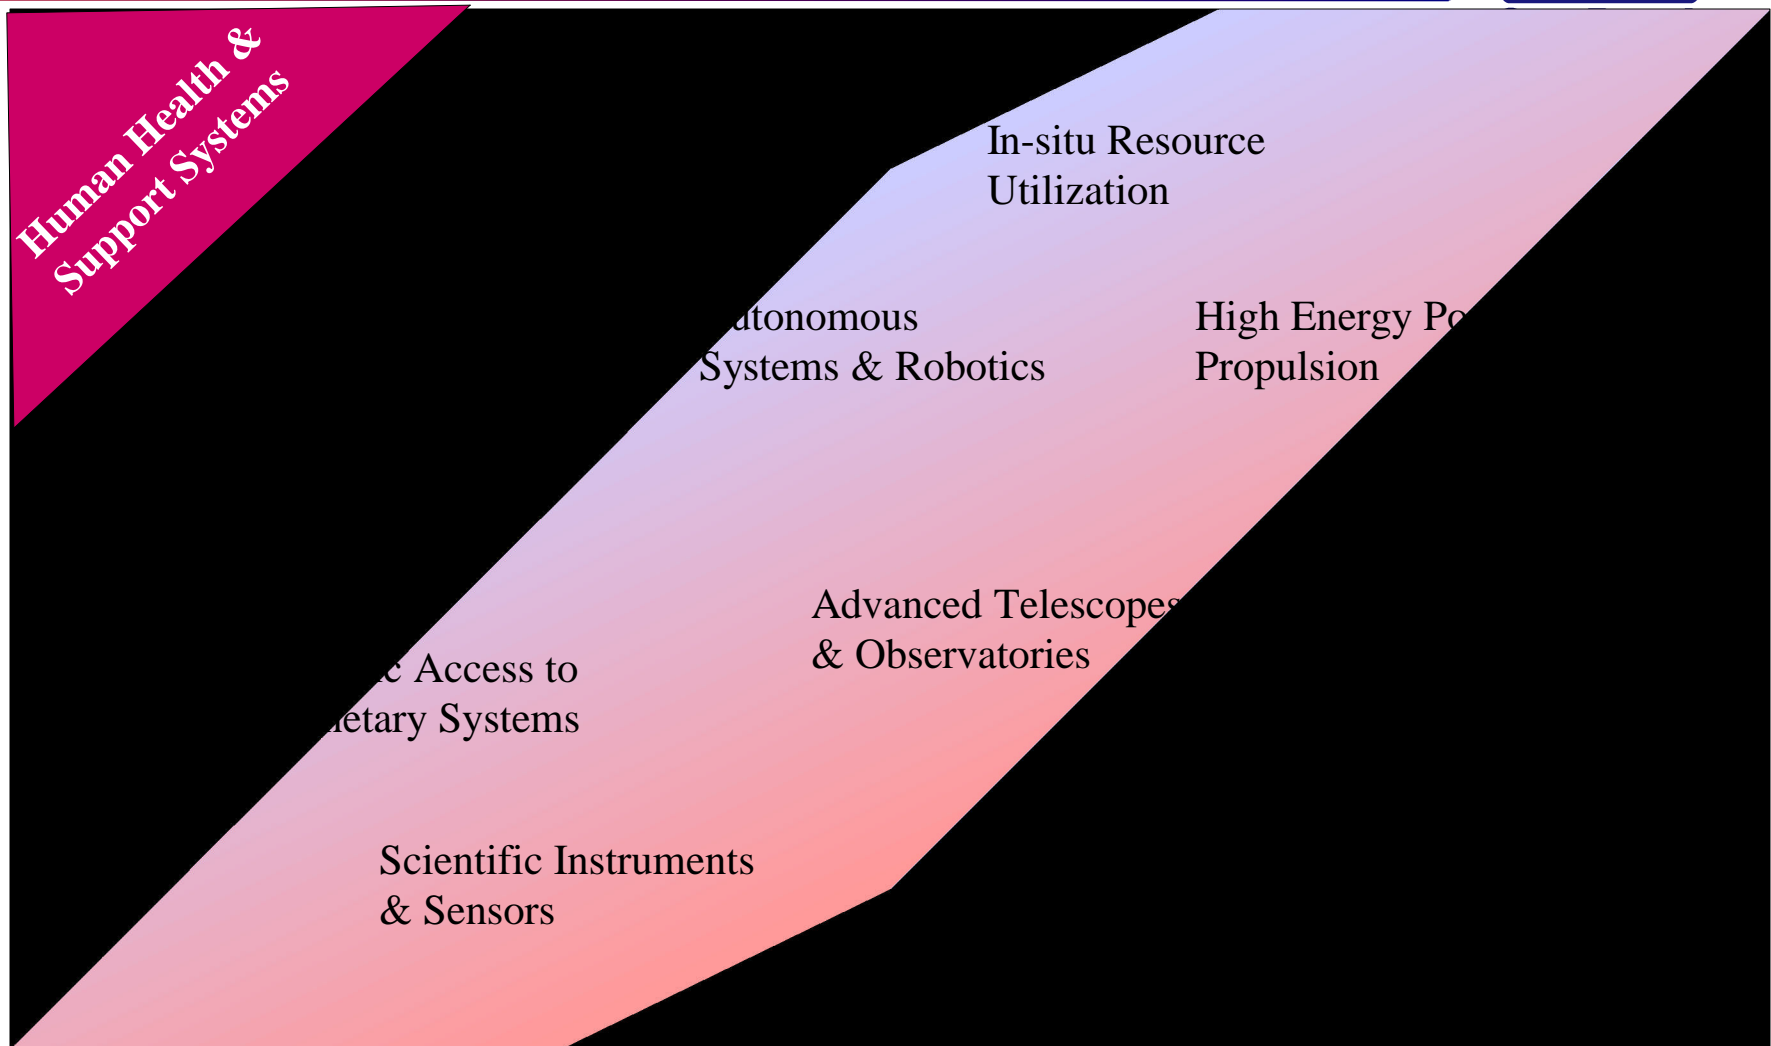 Human Health &
Support Systems
In-situ Resource
Utilization
utonomous
Systems & Robotics
High Energy Po
Propulsion
Advanced Telescopes
& Observatories
c Access to
etary Systems
Scientific Instruments
& Sensors